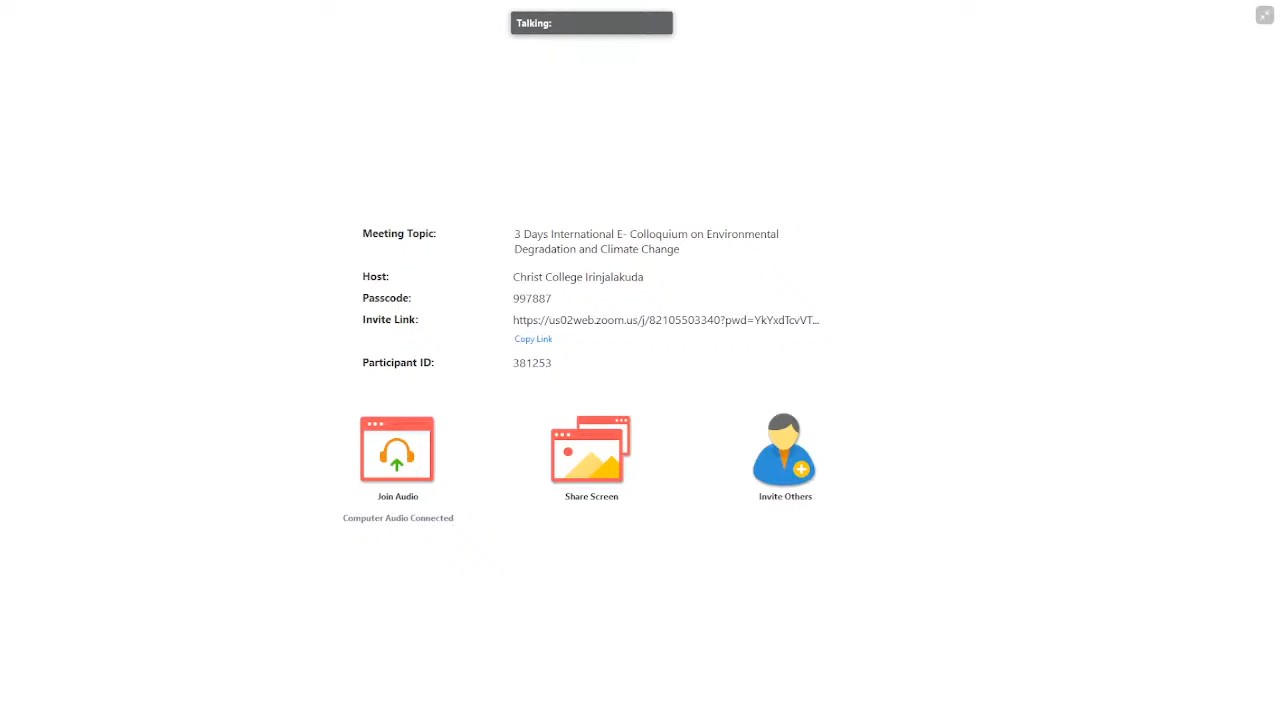 Talking:
Meeting Topic: 3 Days International E- Colloquium on Environmental
Degradation and Climate Change
Host: Christ College Irinjalakuda
Passcode: 997887
Invite Link: https://us02web.zoom.us/j/82105503340?pwd=YkYxdTcvVT...
Copy Link
Participant ID: 381253
Join Audio Share Screen Invite Others
Computer Audio Connected